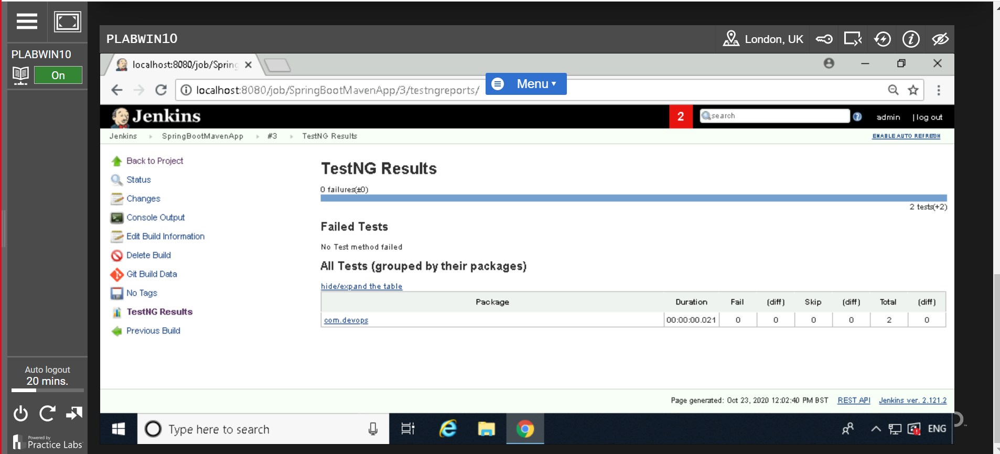 PLABWIN10
On
PLABWIN10
London, UK
localhost:8080/job/Spring
localhost:8080/job/SpringBootMavenApp/3/testngreports/
Menu
Jenkins
2
search
admin
| log out
Jenkins
SpringBootMavenApp
#3
TestNG Results
ENABLE AUTO REFRESH
Back to Project
Status
Changes
Console Output
Edit Build Information
Delete Build
Git Build Data
No Tags
TestNG Results
Previous Build
TestNG Results
0 failures(±0)
2 tests(+2)
Failed Tests
No Test method failed
All Tests (grouped by their packages)
hide/expand the table
Package Duration Fail (diff) Skip (diff) Total (diff)
com.devops 00:00:00.021 0 0 0 0 2 0
Page generated: Oct 23, 2020 12:02:40 PM BST
REST API
Jenkins ver. 2.121.2
Auto logout
20 mins.
Powered by
Practice Labs
Type here to search
ENG